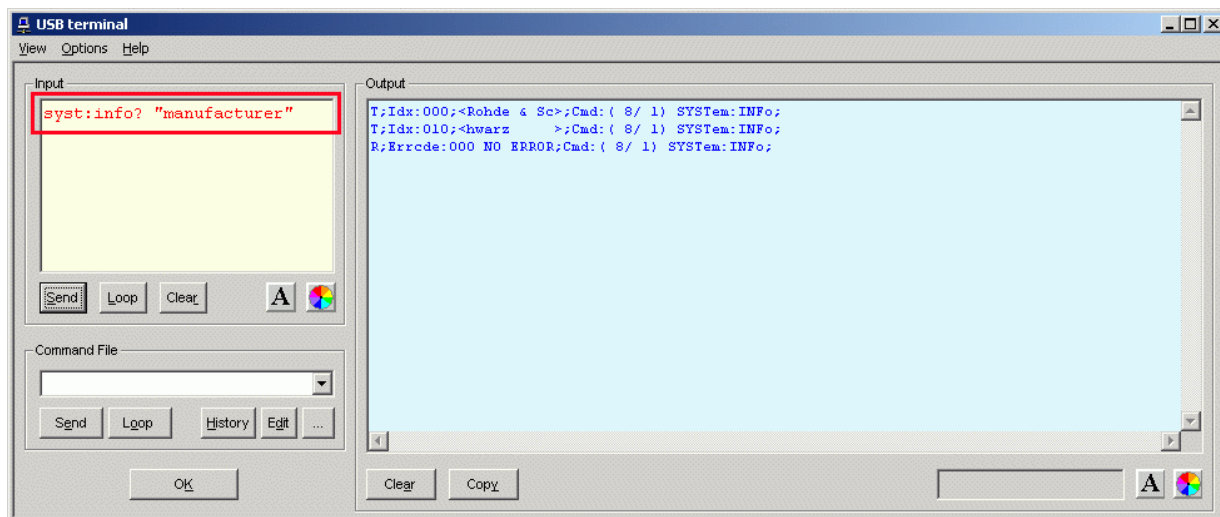 USB terminal
View Options Help
Input
syst:info? "manufacturer"
Send Loop Clear A
Command File
Send Loop History Edit ...
OK
Output
T;Idx:000;<Rohde & Sc>;Cmd:( 8/ 1) SYSTem:INFo;
T;Idx:010;<hwarz     >;Cmd:( 8/ 1) SYSTem:INFo;
R;Errcde:000 NO ERROR;Cmd:( 8/ 1) SYSTem:INFo;
Clear Copy A